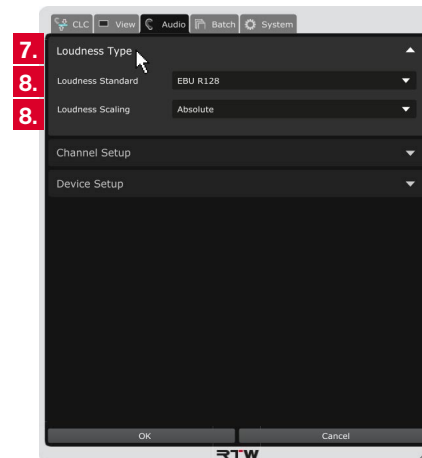 CLC View Audio Batch System
7. Loudness Type
8. Loudness Standard EBU R128
8. Loudness Scaling Absolute
Channel Setup
Device Setup
OK Cancel
RTW